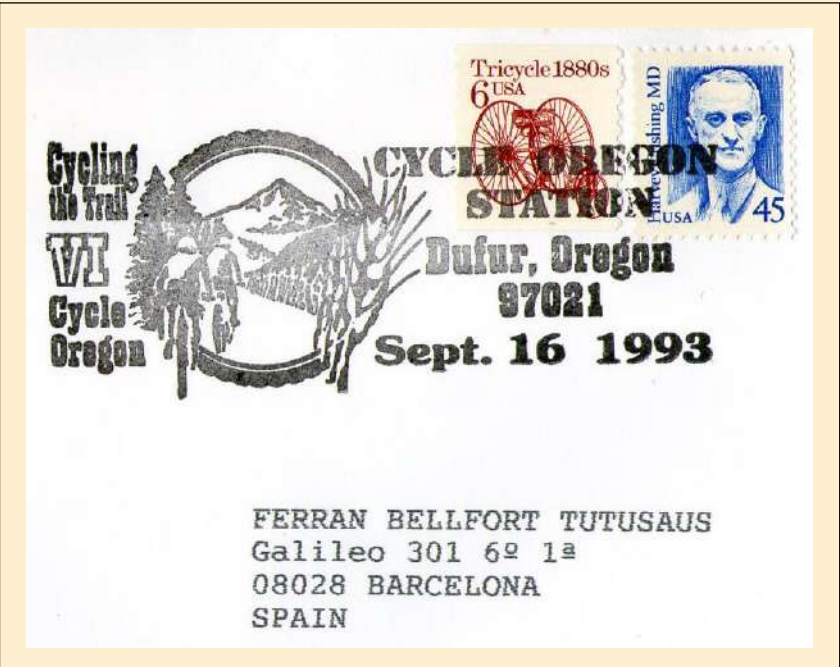 Tricycle 1880s
6 USA
Harvey Cushing MD
USA
45
Cycling
the Trail
VI
Cycle
Oregon
CYCLE OREGON
STATION
Dufur, Oregon
97021
Sept. 16 1993
FERRAN BELLFORT TUTUSAUS
Galileo 301 6º 1ª
08028 BARCELONA
SPAIN